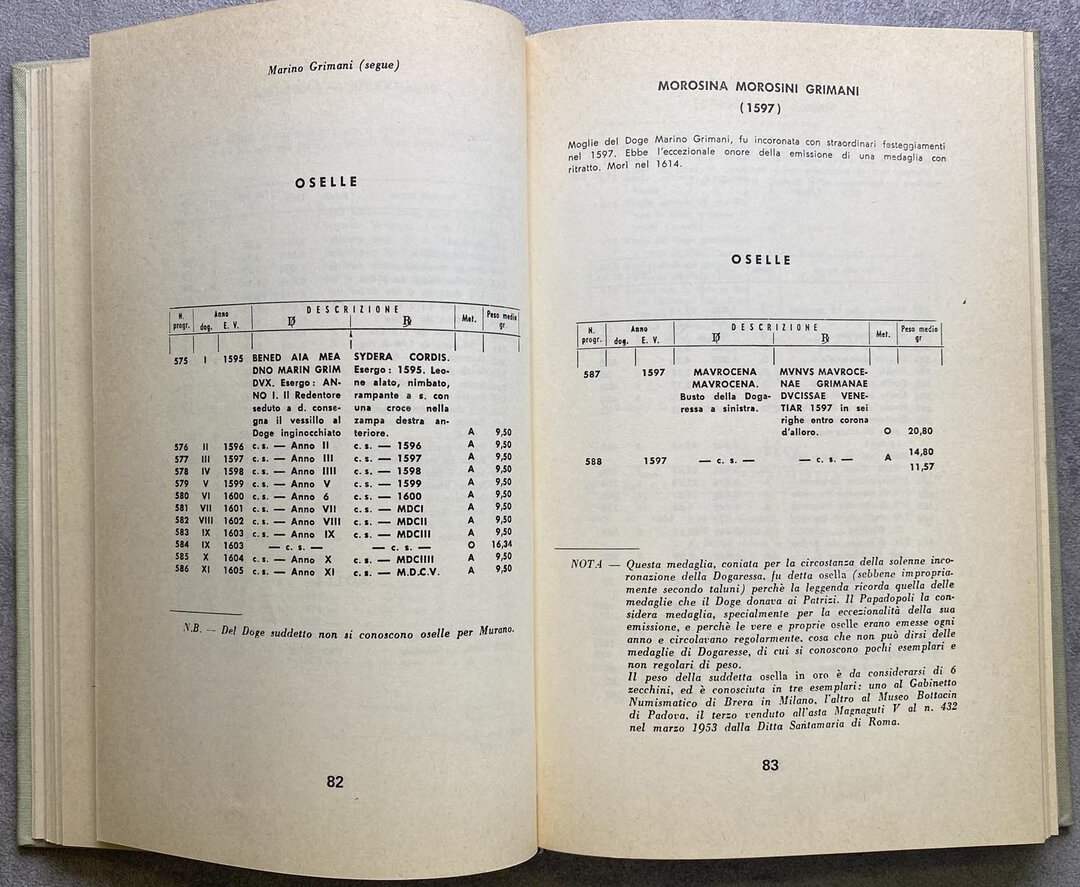 Marino Grimani (segue)
OSELLE
N. progr. Anno dog. E. V. DESCRIZIONE D/ R/ Met. Peso medio gr
575 I 1595 BENED AIA MEA SYDERA CORDIS.
DNO MARIN GRIM Esergo: 1595. Leo-
DVX. Esergo: AN- ne alato, nimbato,
NO I. Il Redentore rampante a s. con
seduto a d. conse- una croce nella
gna il vessillo al zampa destra an-
Doge inginocchiato teriore. A 9,50
576 II 1596 c. s. — Anno II c. s. — 1596 A 9,50
577 III 1597 c. s. — Anno III c. s. — 1597 A 9,50
578 IV 1598 c. s. — Anno IIII c. s. — 1598 A 9,50
579 V 1599 c. s. — Anno V c. s. — 1599 A 9,50
580 VI 1600 c. s. — Anno 6 c. s. — 1600 A 9,50
581 VII 1601 c. s. — Anno VII c. s. — MDCI A 9,50
582 VIII 1602 c. s. — Anno VIII c. s. — MDCII A 9,50
583 IX 1603 c. s. — Anno IX c. s. — MDCIII A 9,50
584 IX 1603 — c. s. — — c. s. — O 16,34
585 X 1604 c. s. — Anno X c. s. — MDCIIII A 9,50
586 XI 1605 c. s. — Anno XI c. s. — M.D.C.V. A 9,50
N.B. — Del Doge suddetto non si conoscono oselle per Murano.
82
MOROSINA MOROSINI GRIMANI
(1597)
Moglie del Doge Marino Grimani, fu incoronata con straordinari festeggiamenti
nel 1597. Ebbe l'eccezionale onore della emissione di una medaglia con
ritratto. Morì nel 1614.
OSELLE
N. progr. Anno dog. E. V. DESCRIZIONE D/ R/ Met. Peso medio gr
587 1597 MAVROCENA MVNVS MAVROCE-
MAVROCENA. NAE GRIMANAE
Busto della Doga- DVCISSAE VENE-
ressa a sinistra. TIAR 1597 in sei
righe entro corona
d'alloro. O 20,80
588 1597 — c. s. — — c. s. — A 14,80
11,57
NOTA — Questa medaglia, coniata per la circostanza della solenne inco-
ronazione della Dogaressa, fu detta osella (sebbene impropria-
mente secondo taluni) perchè la leggenda ricorda quella delle
medaglie che il Doge donava ai Patrizi. Il Papadopoli la con-
sidera medaglia, specialmente per la eccezionalità della sua
emissione, e perchè le vere e proprie oselle erano emesse ogni
anno e circolavano regolarmente, cosa che non può dirsi delle
medaglie di Dogaresse, di cui si conoscono pochi esemplari e
non regolari di peso.
Il peso della suddetta osella in oro è da considerarsi di 6
zecchini, ed è conosciuta in tre esemplari: uno al Gabinetto
Numismatico di Brera in Milano, l'altro al Museo Bottacin
di Padova, il terzo venduto all'asta Magnaguti V al n. 432
nel marzo 1953 dalla Ditta Santamaria di Roma.
83